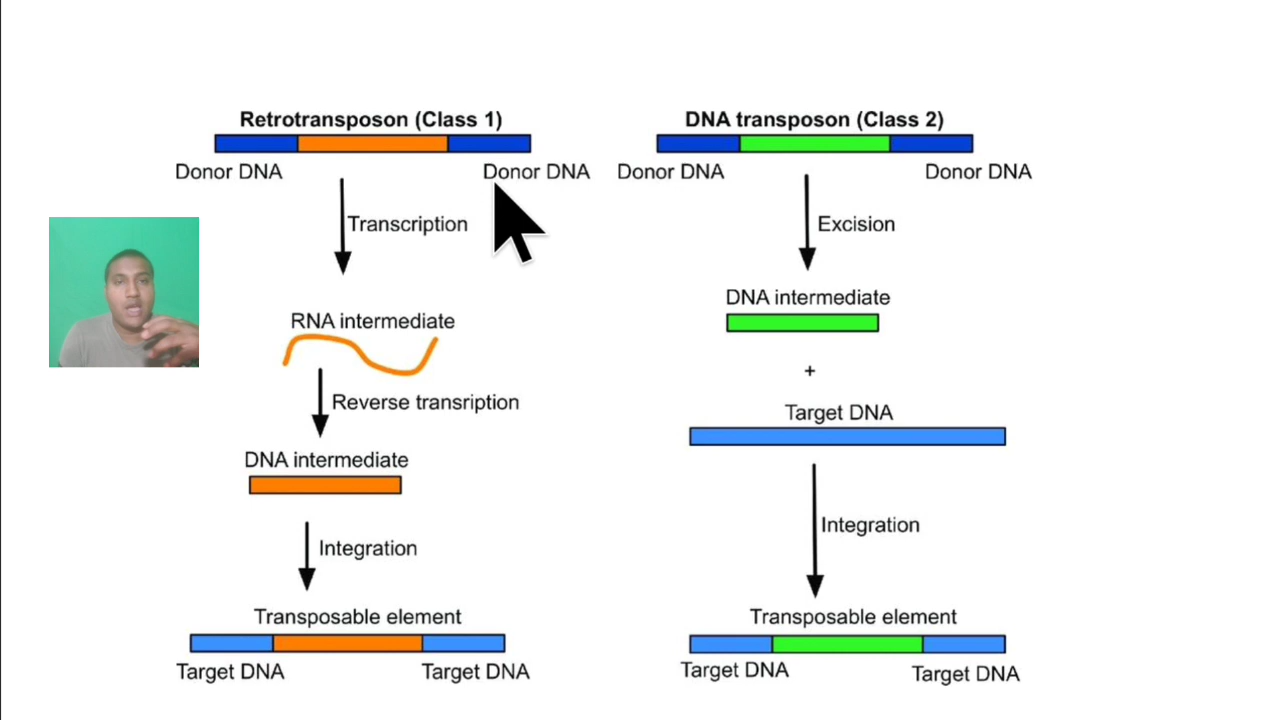 Retrotransposon (Class 1)
Donor DNA
Donor DNA
Transcription
RNA intermediate
Reverse transription
DNA intermediate
Integration
Transposable element
Target DNA
Target DNA
DNA transposon (Class 2)
Donor DNA
Donor DNA
Excision
DNA intermediate
+
Target DNA
Integration
Transposable element
Target DNA
Target DNA